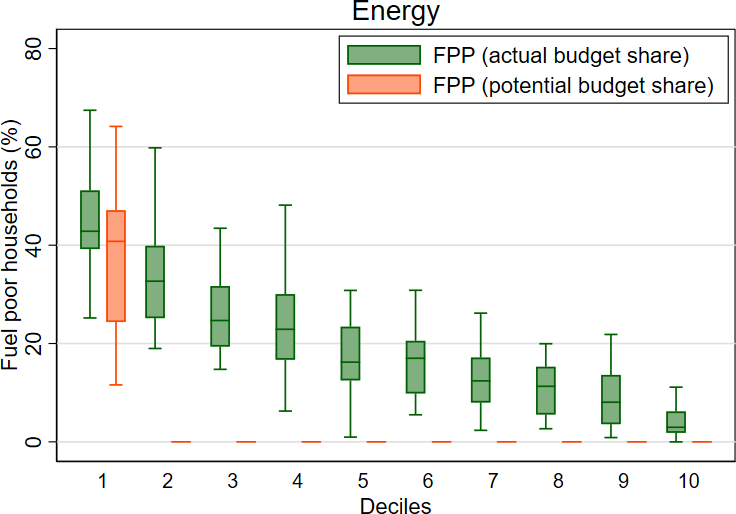 Energy
FPP (actual budget share)
FPP (potential budget share)
Fuel poor households (%)
80
60
40
20
0
1 2 3 4 5 6 7 8 9 10
Deciles